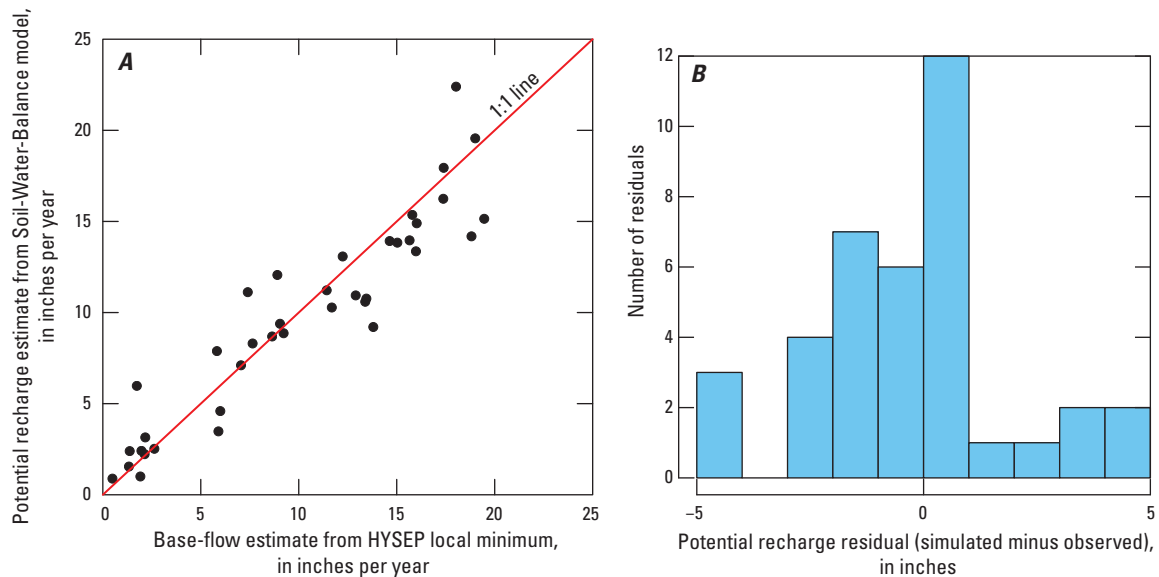 Potential recharge estimate from Soil-Water-Balance model,
in inches per year
A
1:1 line
25
20
15
10
5
0
0 5 10 15 20 25
Base-flow estimate from HYSEP local minimum,
in inches per year
B
Number of residuals
12
10
8
6
4
2
0
−5 0 5
Potential recharge residual (simulated minus observed),
in inches